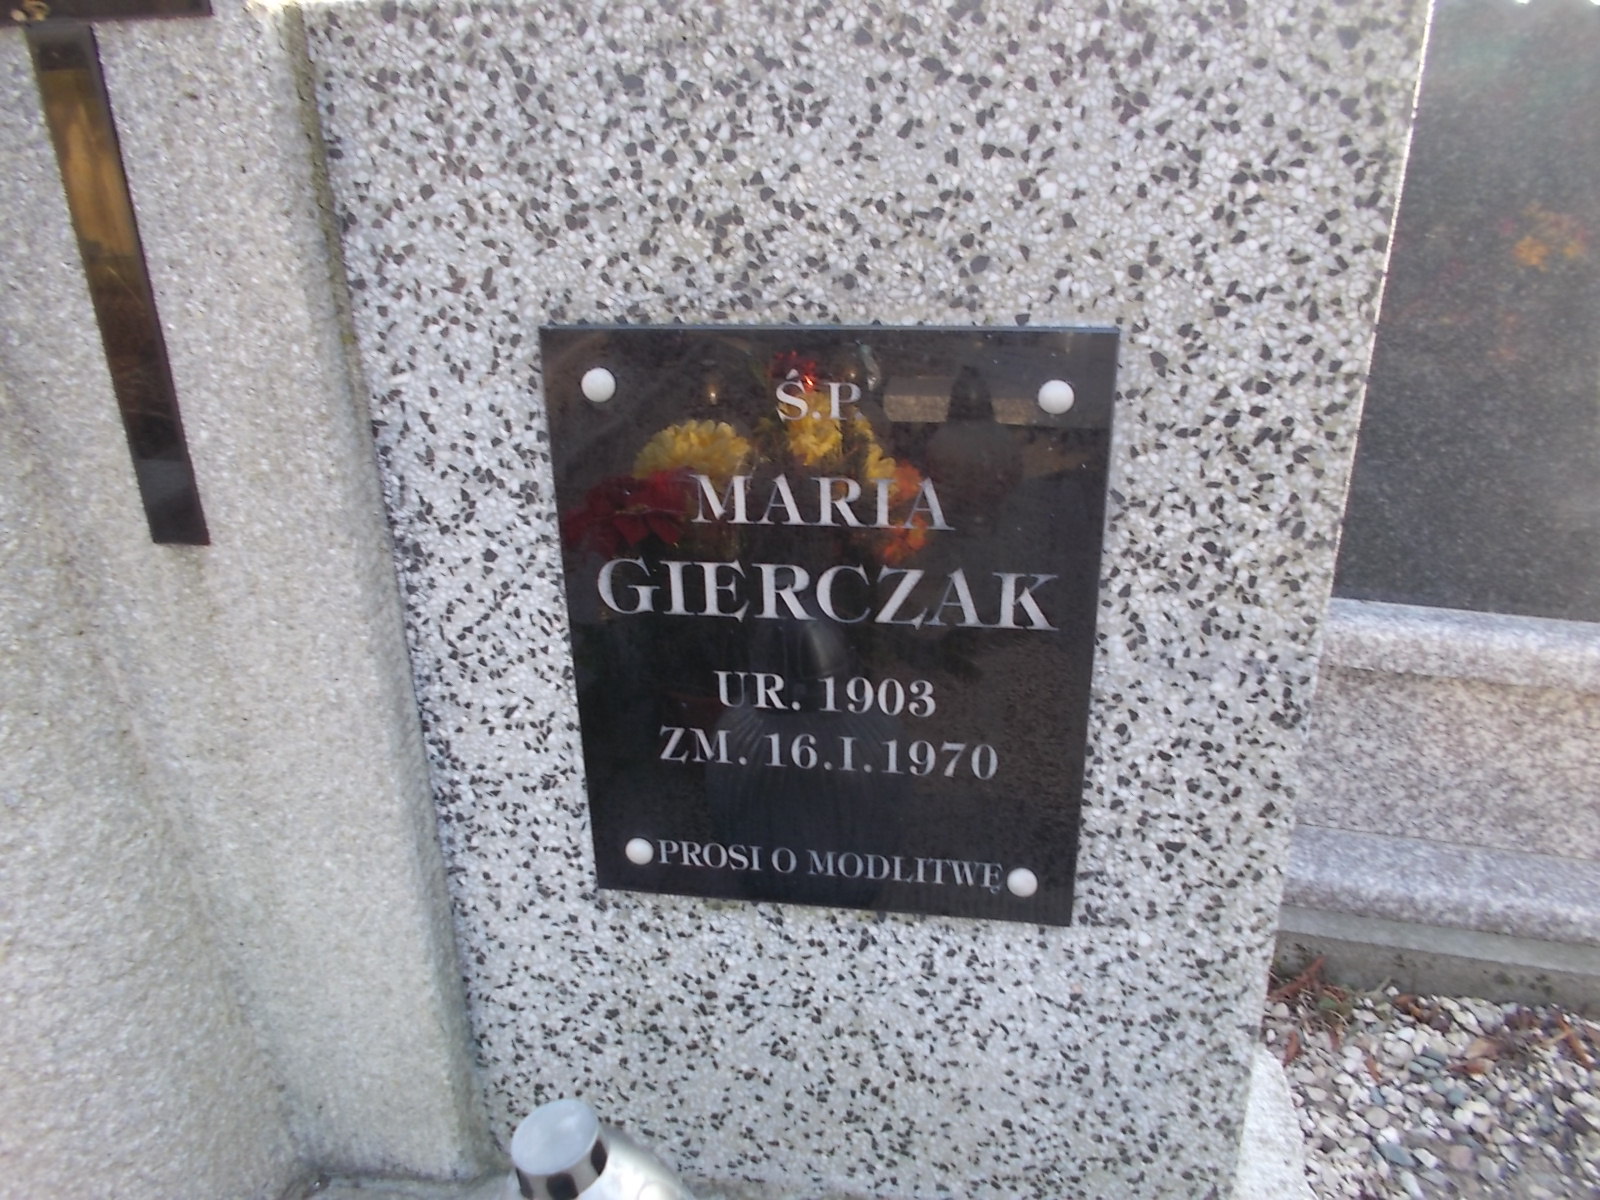 Ś.P.
MARIA
GIERCZAK
UR. 1903
ZM. 16.I.1970
PROSI O MODLITWĘ